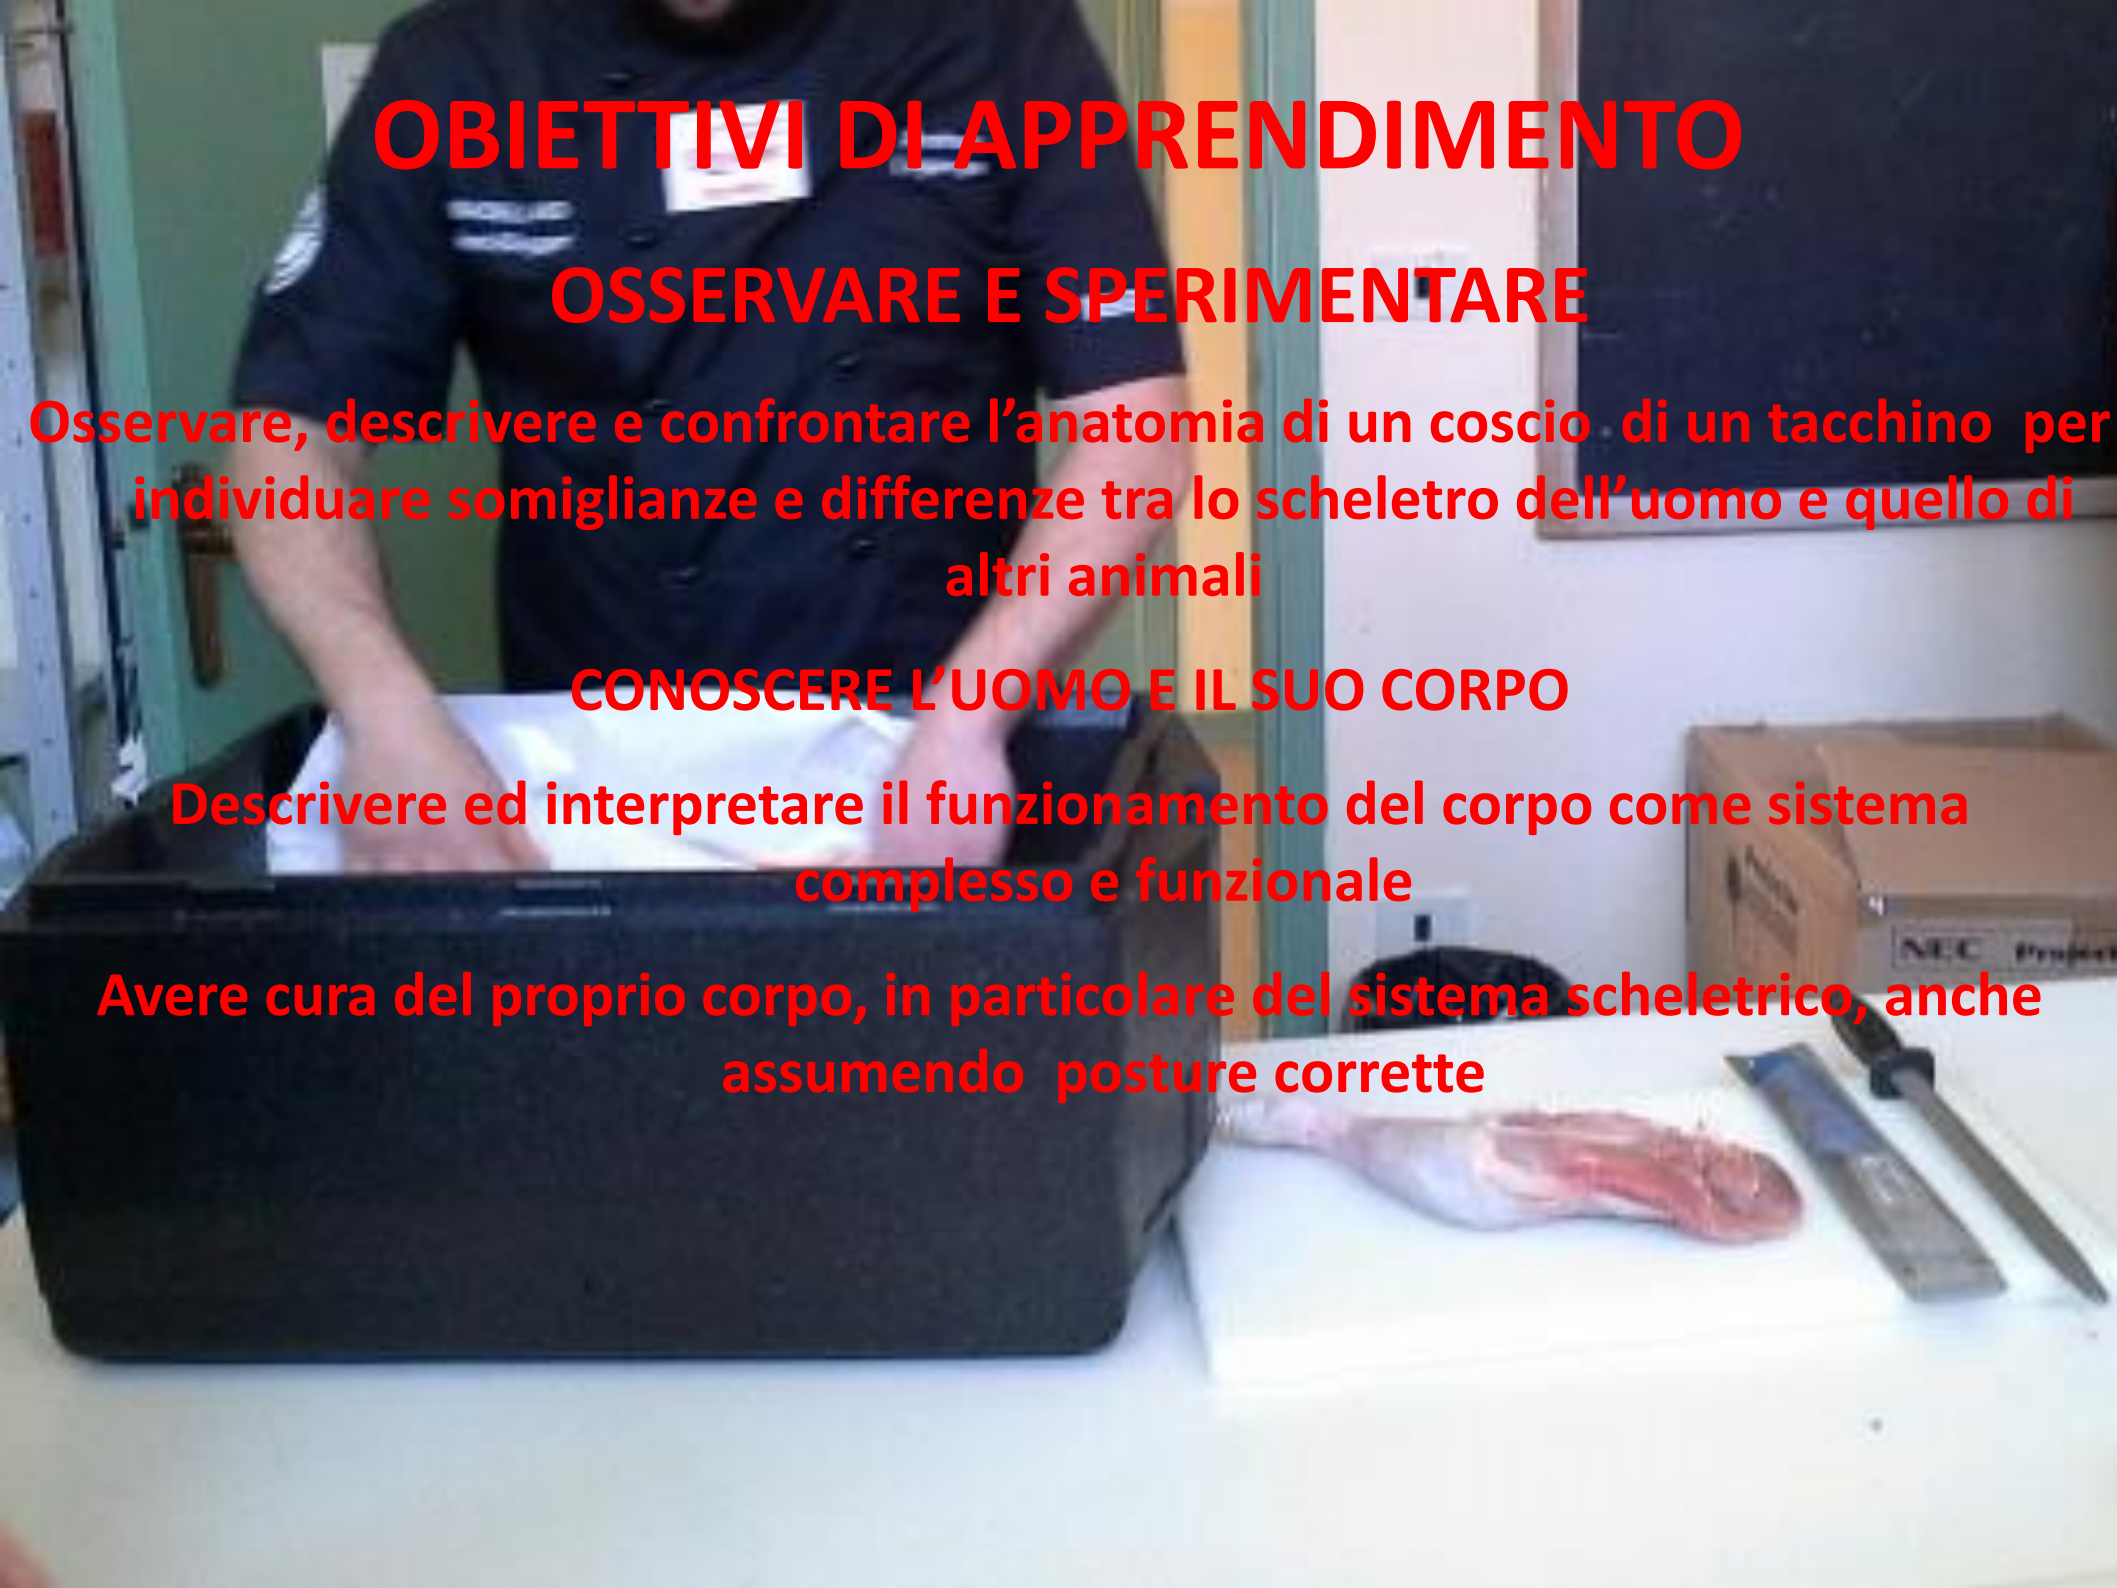 OBIETTIVI DI APPRENDIMENTO
OSSERVARE E SPERIMENTARE
Osservare, descrivere e confrontare l’anatomia di un coscio di un tacchino per
individuare somiglianze e differenze tra lo scheletro dell’uomo e quello di
altri animali
CONOSCERE L’UOMO E IL SUO CORPO
Descrivere ed interpretare il funzionamento del corpo come sistema
complesso e funzionale
Avere cura del proprio corpo, in particolare del sistema scheletrico, anche
assumendo posture corrette
NEC